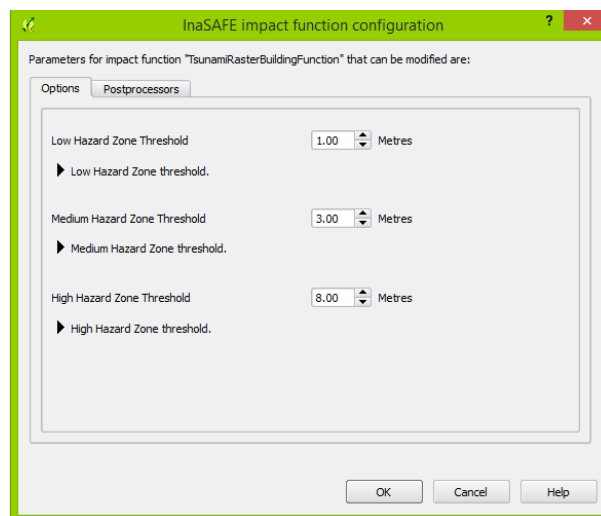 InaSAFE impact function configuration ? ×
Parameters for impact function "TsunamiRasterBuildingFunction" that can be modified are:
Options Postprocessors
Low Hazard Zone Threshold 1.00 Metres
Low Hazard Zone threshold.
Medium Hazard Zone Threshold 3.00 Metres
Medium Hazard Zone threshold.
High Hazard Zone Threshold 8.00 Metres
High Hazard Zone threshold.
OK Cancel Help